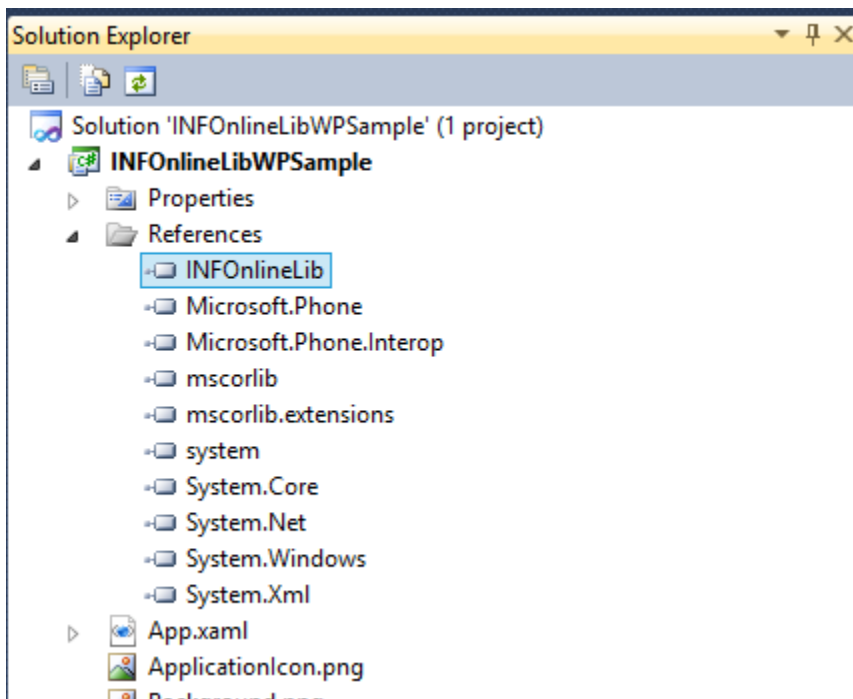 Solution Explorer
Solution 'INFOnlineLibWPSample' (1 project)
INFOnlineLibWPSample
Properties
References
INFOnlineLib
Microsoft.Phone
Microsoft.Phone.Interop
mscorlib
mscorlib.extensions
system
System.Core
System.Net
System.Windows
System.Xml
App.xaml
ApplicationIcon.png